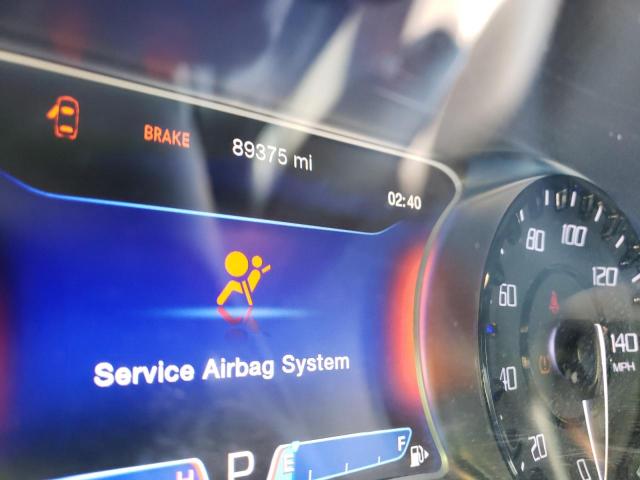 BRAKE 89375 mi
02:40
Service Airbag System
H P E F
0 20 40 60 80 100 120 140
MPH